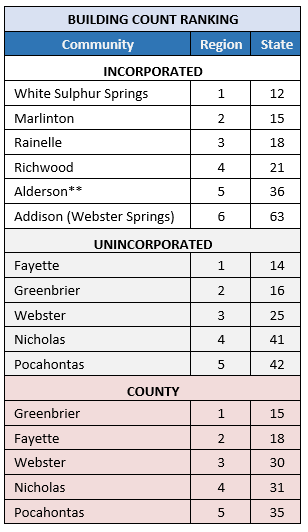 BUILDING COUNT RANKING
Community Region State
INCORPORATED
White Sulphur Springs 1 12
Marlinton 2 15
Rainelle 3 18
Richwood 4 21
Alderson** 5 36
Addison (Webster Springs) 6 63
UNINCORPORATED
Fayette 1 14
Greenbrier 2 16
Webster 3 25
Nicholas 4 41
Pocahontas 5 42
COUNTY
Greenbrier 1 15
Fayette 2 18
Webster 3 30
Nicholas 4 31
Pocahontas 5 35